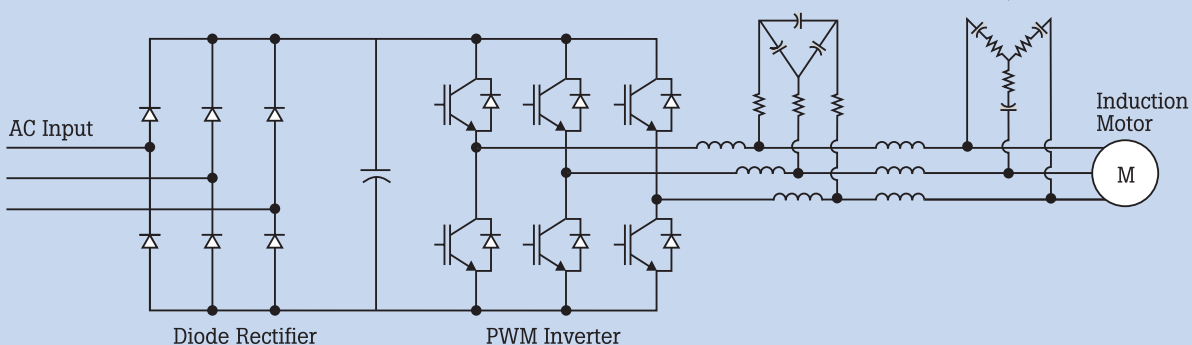 AC Input
Induction
Motor
M
Diode Rectifier
PWM Inverter